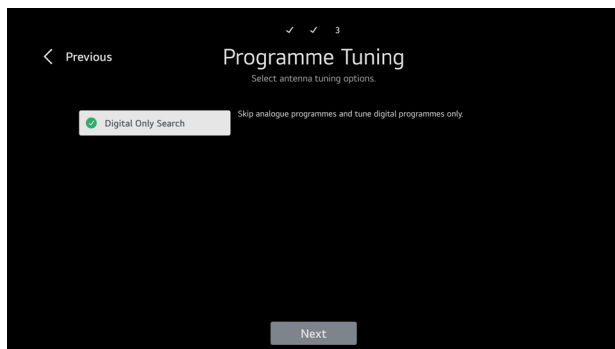 3
Previous
Programme Tuning
Select antenna tuning options.
Digital Only Search
Skip analogue programmes and tune digital programmes only.
Next